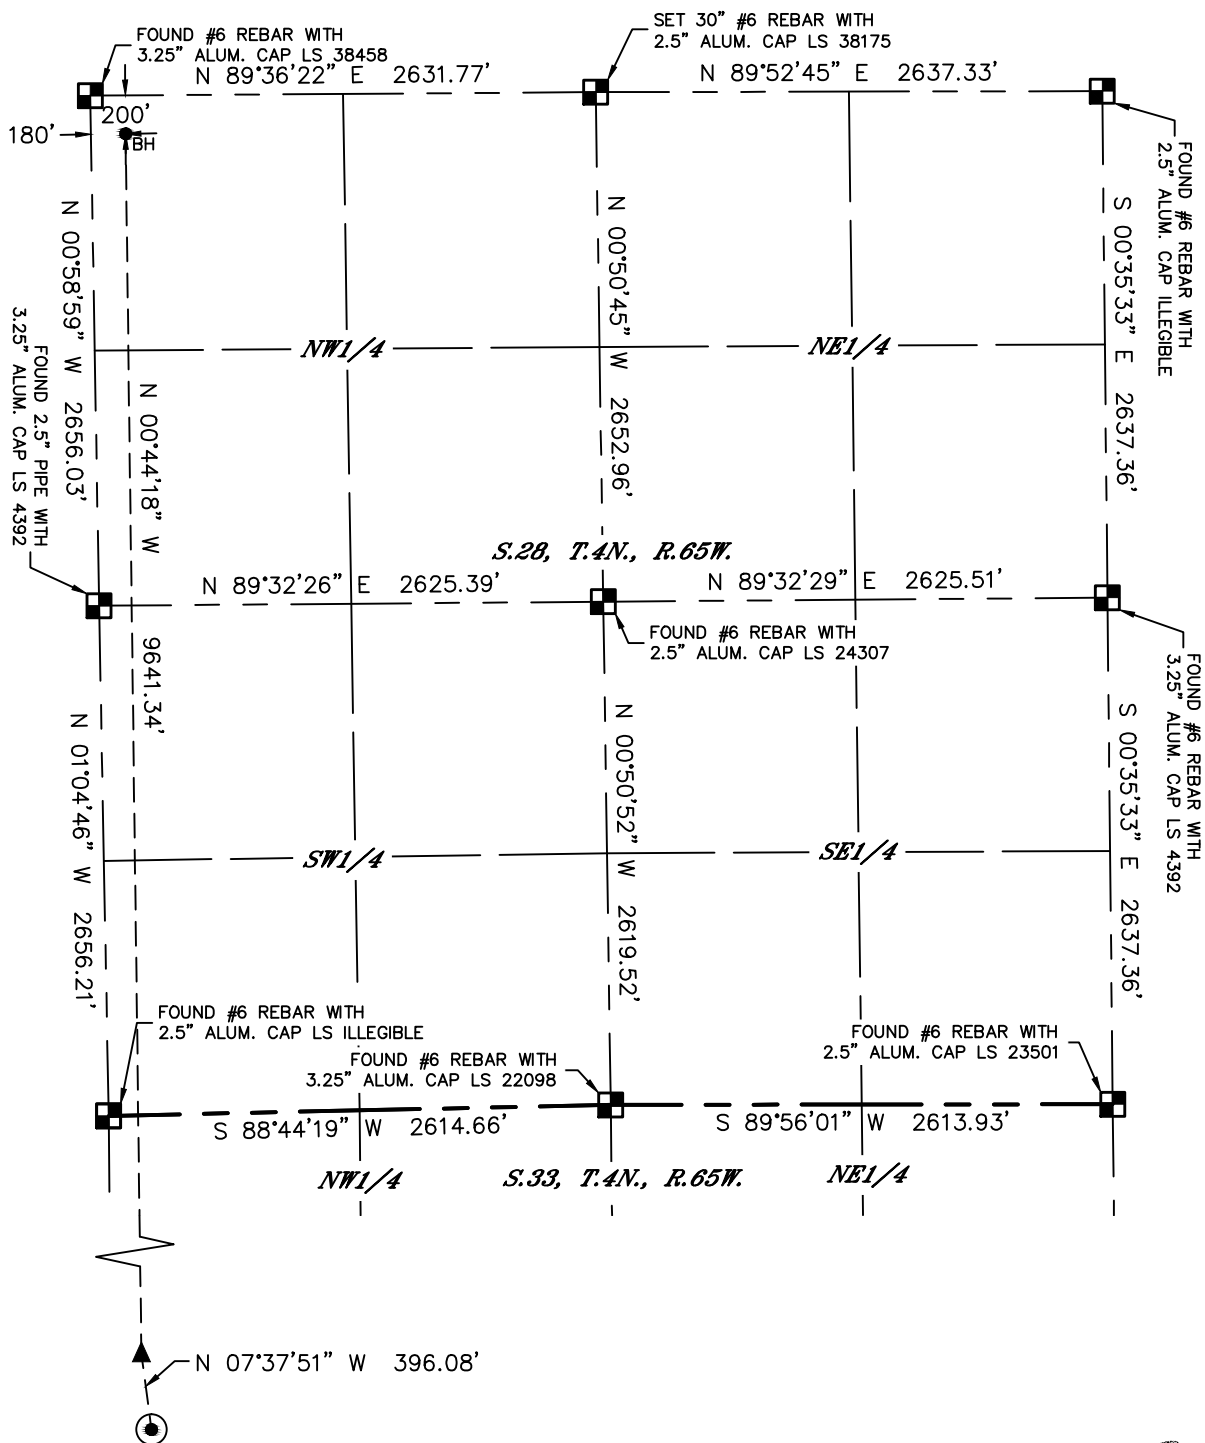 FOUND #6 REBAR WITH
3.25" ALUM. CAP LS 38458
SET 30" #6 REBAR WITH
2.5" ALUM. CAP LS 38175
N 89°36'22" E 2631.77'
N 89°52'45" E 2637.33'
200'
180'
BH
FOUND #6 REBAR WITH
2.5" ALUM. CAP ILLEGIBLE
N 00°58'59" W 2656.03'
N 00°50'45" W 2652.96'
S 00°35'33" E 2637.36'
NW1/4
NE1/4
FOUND 2.5" PIPE WITH
3.25" ALUM. CAP LS 4392
N 00°44'18" W 9641.34'
S.28, T.4N., R.65W.
N 89°32'26" E 2625.39'
N 89°32'29" E 2625.51'
FOUND #6 REBAR WITH
2.5" ALUM. CAP LS 24307
FOUND #6 REBAR WITH
3.25" ALUM. CAP LS 4392
N 01°04'46" W 2656.21'
N 00°50'52" W 2619.52'
S 00°35'33" E 2637.36'
SW1/4
SE1/4
FOUND #6 REBAR WITH
2.5" ALUM. CAP LS ILLEGIBLE
FOUND #6 REBAR WITH
3.25" ALUM. CAP LS 22098
FOUND #6 REBAR WITH
2.5" ALUM. CAP LS 23501
S 88°44'19" W 2614.66'
S 89°56'01" W 2613.93'
NW1/4
S.33, T.4N., R.65W.
NE1/4
N 07°37'51" W 396.08'